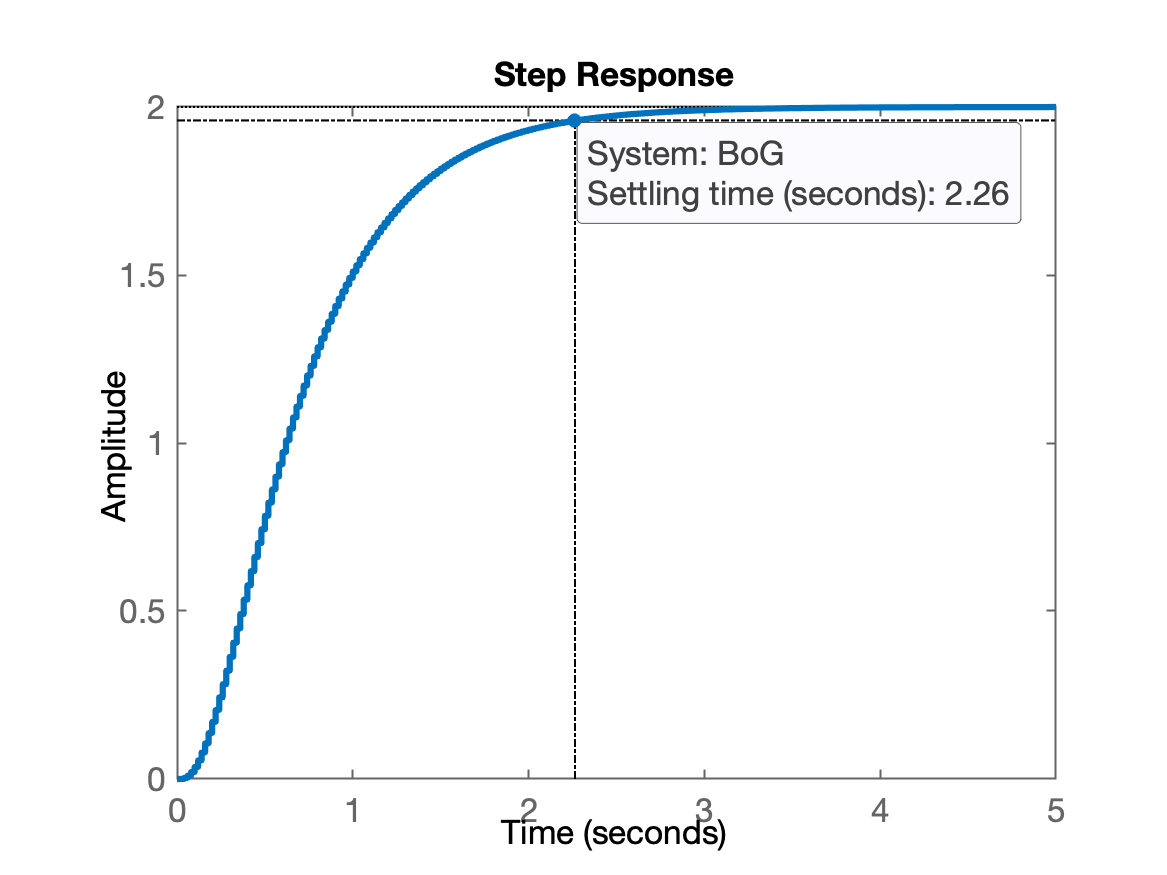 Step Response
2
System: BoG
Settling time (seconds): 2.26
1.5
1
0.5
0
Amplitude
0 1 2 3 4 5
Time (seconds)